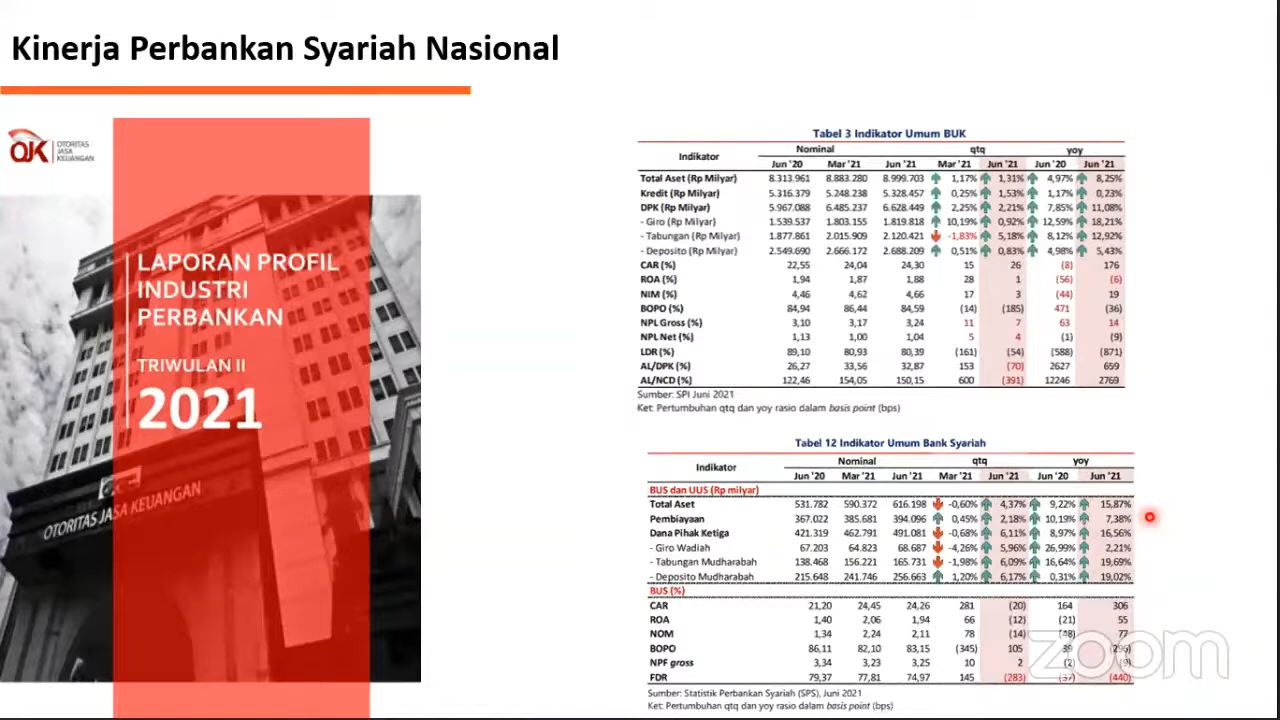 Kinerja Perbankan Syariah Nasional
OJK OTORITAS JASA KEUANGAN
LAPORAN PROFIL
INDUSTRI
PERBANKAN
TRIWULAN II
2021
OTORITAS JASA KEUANGAN
Tabel 3 Indikator Umum BUK
Indikator Nominal qtq yoy
Jun '20 Mar '21 Jun '21 Mar '21 Jun '21 Jun '20 Jun '21
Total Aset (Rp Milyar) 8.313.961 8.883.280 8.999.703 1,17% 1,31% 4,97% 8,25%
Kredit (Rp Milyar) 5.316.379 5.248.238 5.328.457 0,25% 1,53% 1,17% 0,23%
DPK (Rp Milyar) 5.967.088 6.485.237 6.628.449 2,25% 2,21% 7,85% 11,08%
- Giro (Rp Milyar) 1.539.537 1.803.155 1.819.818 10,19% 0,92% 12,59% 18,21%
- Tabungan (Rp Milyar) 1.877.861 2.015.909 2.120.421 -1,83% 5,18% 8,12% 12,92%
- Deposito (Rp Milyar) 2.549.690 2.666.172 2.688.209 0,51% 0,83% 4,98% 5,43%
CAR (%) 22,55 24,04 24,30 15 26 (8) 176
ROA (%) 1,94 1,87 1,88 28 1 (56) (6)
NIM (%) 4,46 4,62 4,66 17 3 (44) 19
BOPO (%) 84,94 86,44 84,59 (14) (185) 471 (36)
NPL Gross (%) 3,10 3,17 3,24 11 7 63 14
NPL Net (%) 1,13 1,00 1,04 5 4 (1) (9)
LDR (%) 89,10 80,93 80,39 (161) (54) (588) (871)
AL/DPK (%) 26,27 33,56 32,87 153 (70) 2627 659
AL/NCD (%) 122,46 154,05 150,15 600 (391) 12246 2769
Sumber: SPI Juni 2021
Ket: Pertumbuhan qtq dan yoy rasio dalam basis point (bps)
Tabel 12 Indikator Umum Bank Syariah
Indikator Nominal qtq yoy
Jun '20 Mar '21 Jun '21 Mar '21 Jun '21 Jun '20 Jun '21
BUS dan UUS (Rp milyar)
Total Aset 531.782 590.372 616.198 -0,60% 4,37% 9,22% 15,87%
Pembiayaan 367.022 385.681 394.096 0,45% 2,18% 10,19% 7,38%
Dana Pihak Ketiga 421.319 462.791 491.081 -0,68% 6,11% 8,97% 16,56%
- Giro Wadiah 67.203 64.823 68.687 -4,26% 5,96% 26,99% 2,21%
- Tabungan Mudharabah 138.468 156.221 165.731 -1,98% 6,09% 16,64% 19,69%
- Deposito Mudharabah 215.648 241.746 256.663 1,20% 6,17% 0,31% 19,02%
BUS (%)
CAR 21,20 24,45 24,26 281 (20) 164 306
ROA 1,40 2,06 1,94 66 (12) (21) 55
NOM 1,34 2,24 2,11 78 (14) (48) 77
BOPO 86,11 82,10 83,15 (345) 105 39 (296)
NPF gross 3,34 3,23 3,25 10 2 (2) (9)
FDR 79,37 77,81 74,97 145 (283) (37) (440)
Sumber: Statistik Perbankan Syariah (SPS), Juni 2021
Ket: Pertumbuhan qtq dan yoy rasio dalam basis point (bps)
zoom